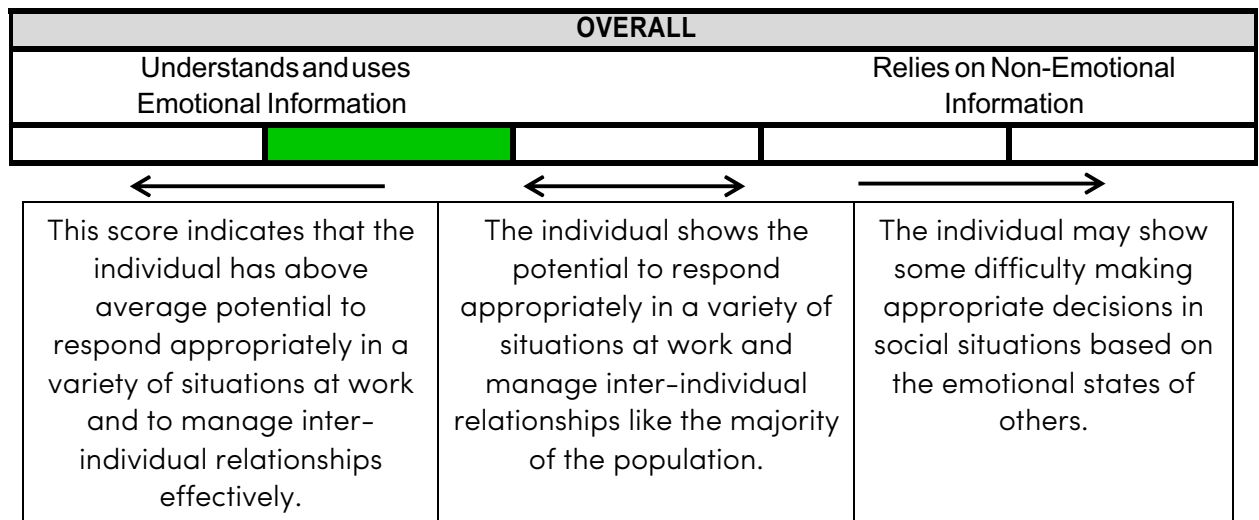 OVERALL
Understands and uses
Emotional Information
Relies on Non-Emotional
Information
This score indicates that the
individual has above
average potential to
respond appropriately in a
variety of situations at work
and to manage inter-
individual relationships
effectively.
The individual shows the
potential to respond
appropriately in a variety of
situations at work and
manage inter-individual
relationships like the majority
of the population.
The individual may show
some difficulty making
appropriate decisions in
social situations based on
the emotional states of
others.